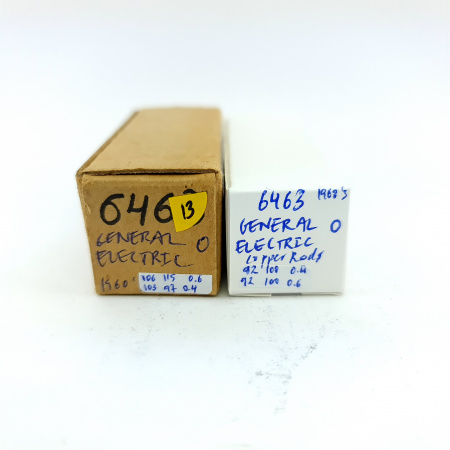 6463
13
GENERAL
ELECTRIC O
1960'
106 115 0.6
103 97 0.4
6463 1968'S
GENERAL O
ELECTRIC
Copper Rods
92 100 0.4
92 100 0.6